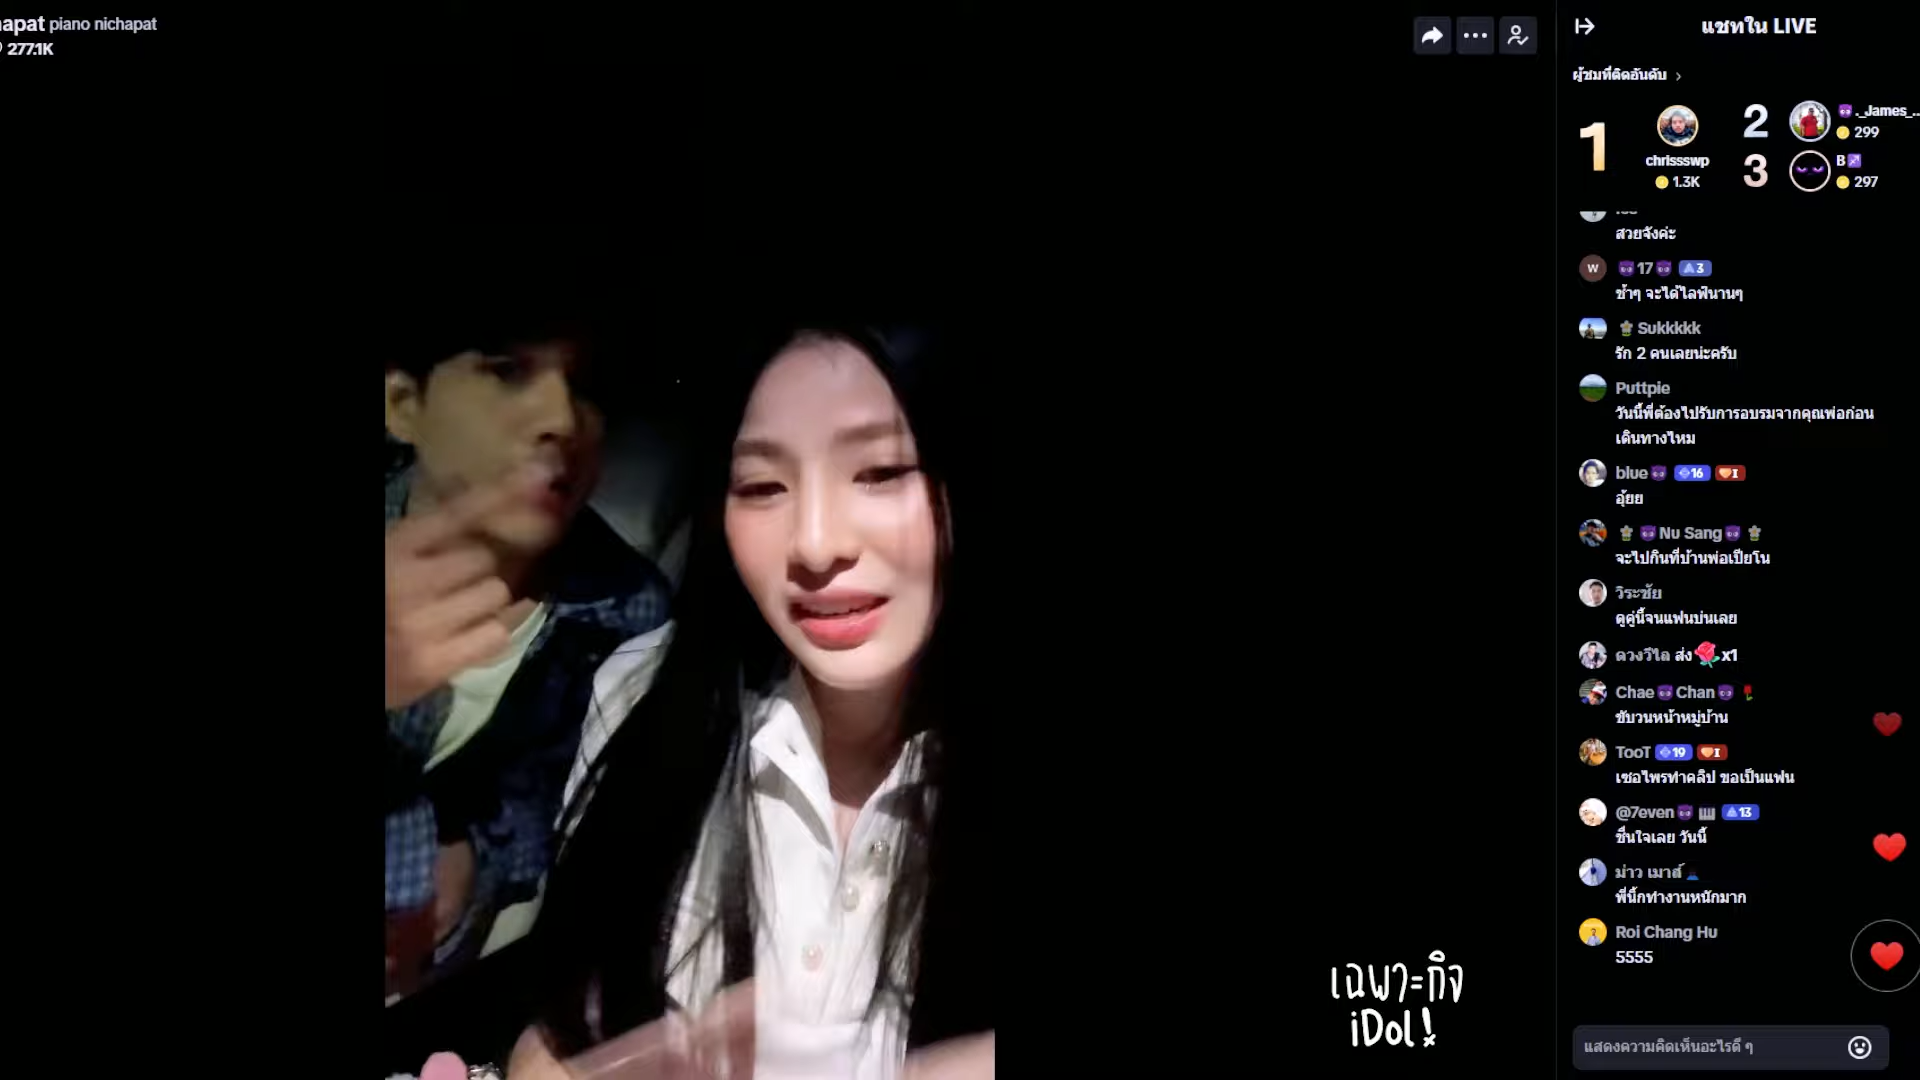 apat piano nichapat
277.1K
แชทใน LIVE
ผู้ชมที่ติดอันดับ
1
chrissswp
1.3K
2
._James_...
299
3
B
297
สวยจังค่ะ
W
17
3
ช้าๆ จะได้ไลฟ์นานๆ
Sukkkkk
รัก 2 คนเลยน่ะครับ
Puttpie
วันนี้พี่ต้องไปรับการอบรมจากคุณพ่อก่อน
เดินทางไหม
blue 16 I
อุ้ยย
Nu Sang
จะไปกินที่บ้านพ่อเปียโน
วิระชัย
ดูคู่นี้จนแฟนบ่นเลย
ดวงวีไล ส่ง x1
Chae Chan
ขับวนหน้าหมู่บ้าน
TooT 19 I
เซอไพรทำคลิป ขอเป็นแฟน
@7even 13
ชื่นใจเลย วันนี้
ม่าว เมาส์
พี่นิ้กทำงานหนักมาก
Roi Chang Hu
5555
แสดงความคิดเห็นอะไรดี ๆ
เฉพาะกิจ
iDol!